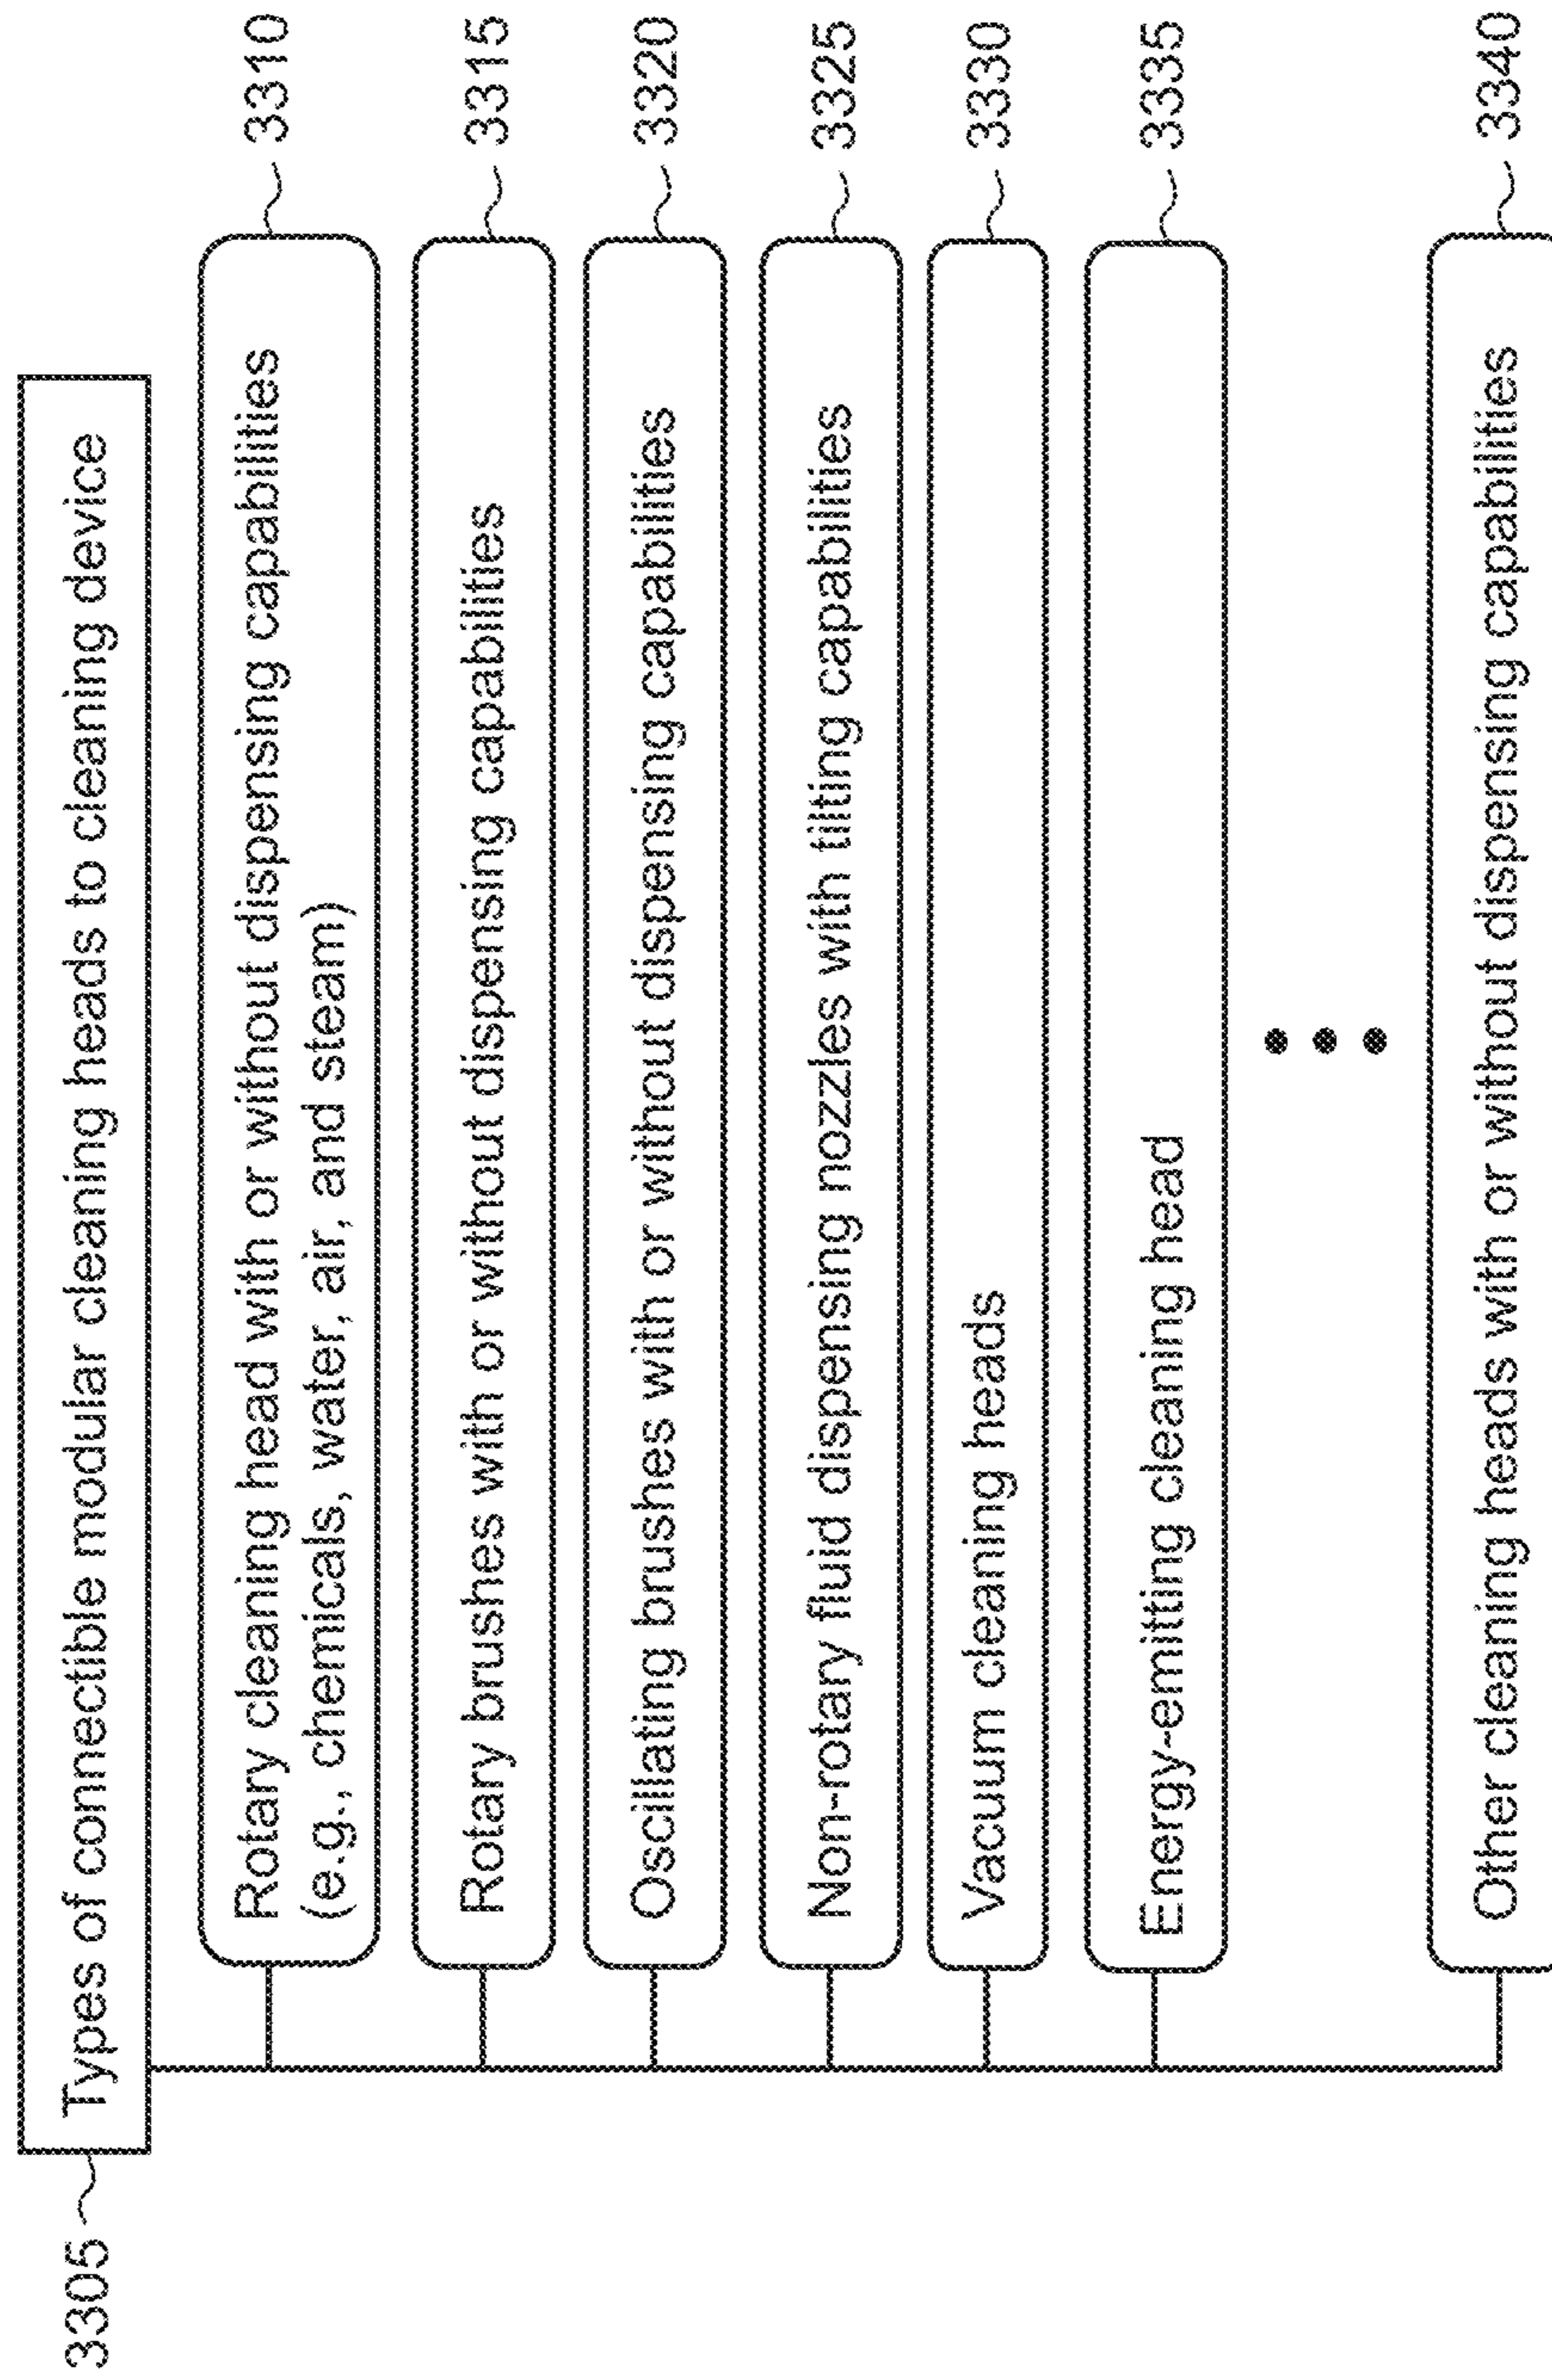 3305
Types of connectible modular cleaning heads to cleaning device
Rotary cleaning head with or without dispensing capabilities
(e.g., chemicals, water, air, and steam)
3310
Rotary brushes with or without dispensing capabilities
3315
Oscillating brushes with or without dispensing capabilities
3320
Non-rotary fluid dispensing nozzles with tilting capabilities
3325
Vacuum cleaning heads
3330
Energy-emitting cleaning head
3335
Other cleaning heads with or without dispensing capabilities
3340